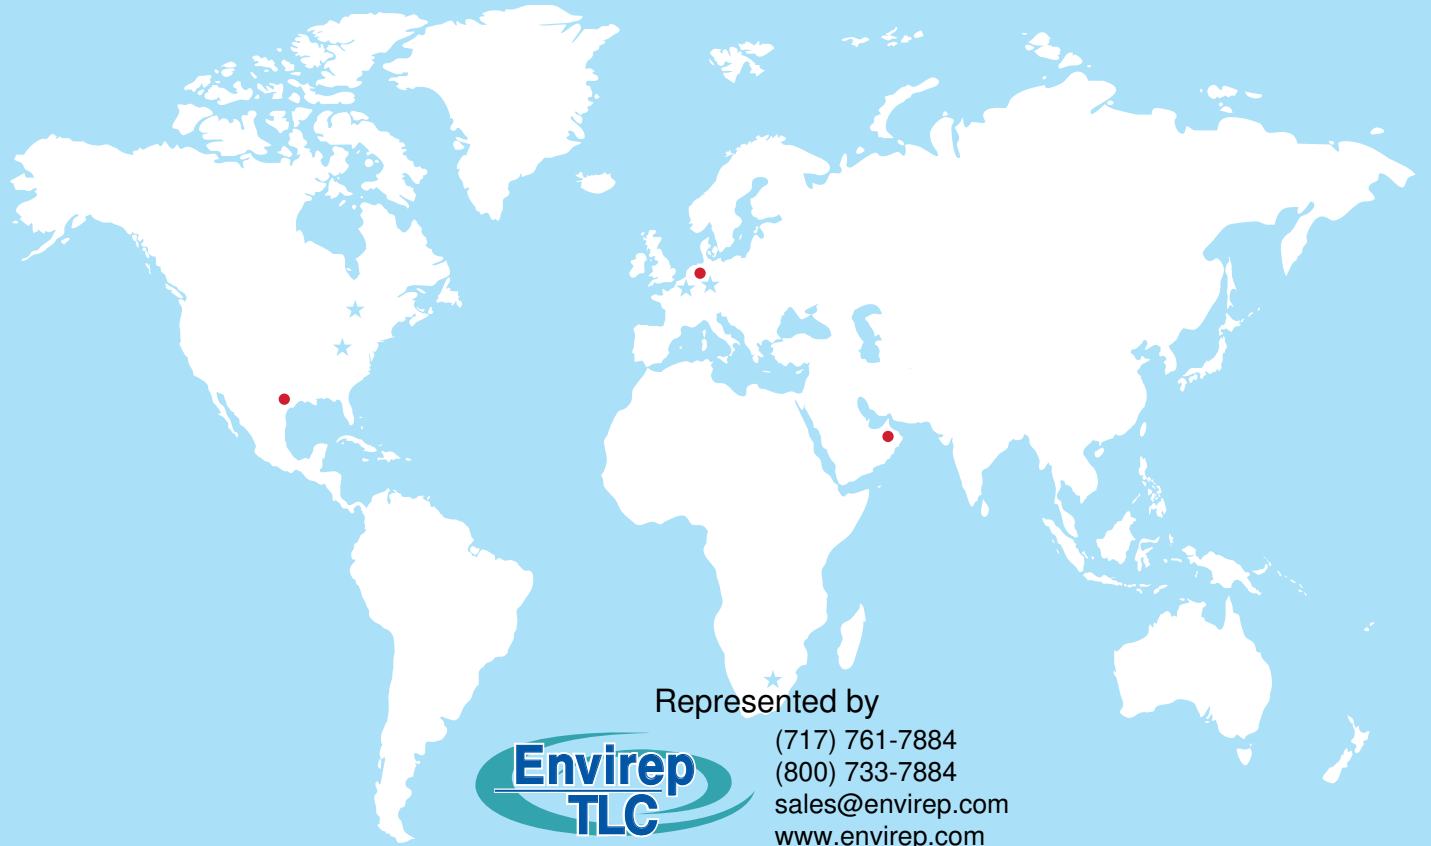 Represented by
Envirep
TLC
(717) 761-7884
(800) 733-7884
sales@envirep.com
www.envirep.com